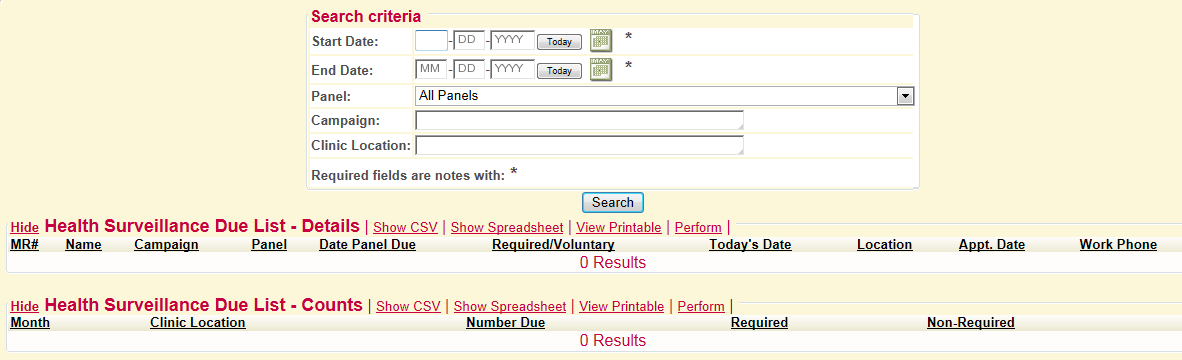 Search criteria
Start Date: - DD - YYYY Today MAY *
End Date: MM - DD - YYYY Today MAY *
Panel: All Panels
Campaign:
Clinic Location:
Required fields are notes with: *
Search
Hide Health Surveillance Due List - Details | Show CSV | Show Spreadsheet | View Printable | Perform |
MR# Name Campaign Panel Date Panel Due Required/Voluntary Today's Date Location Appt. Date Work Phone
0 Results
Hide Health Surveillance Due List - Counts | Show CSV | Show Spreadsheet | View Printable | Perform |
Month Clinic Location Number Due Required Non-Required
0 Results